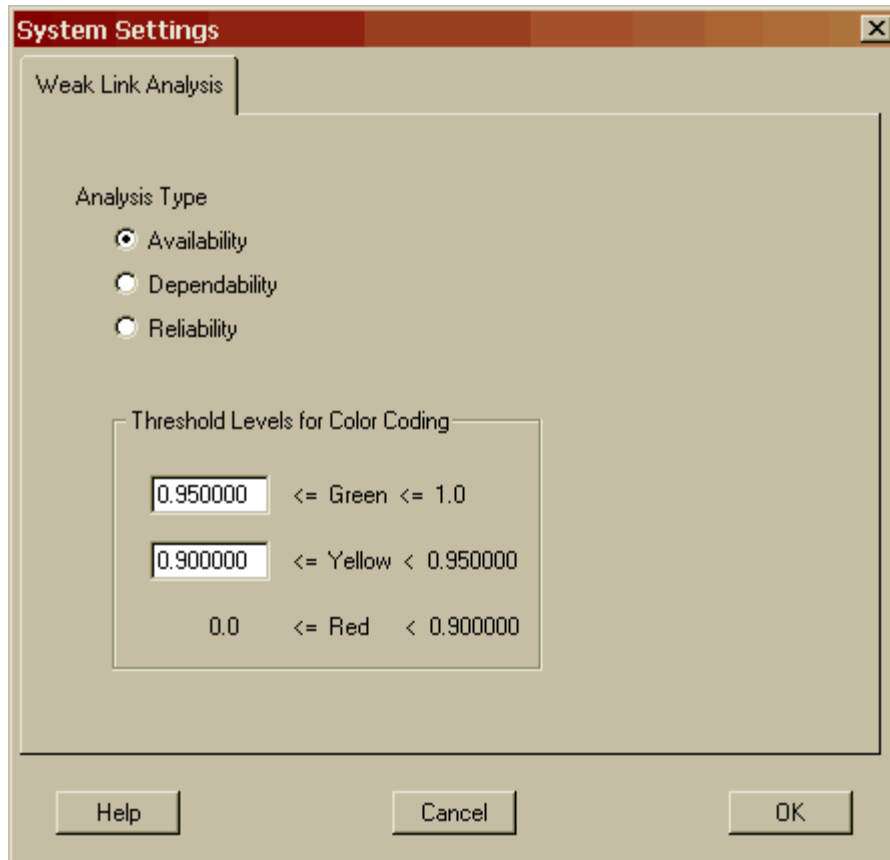 System Settings
Weak Link Analysis
Analysis Type
Availability
Dependability
Reliability
Threshold Levels for Color Coding
0.950000 <= Green <= 1.0
0.900000 <= Yellow < 0.950000
0.0 <= Red < 0.900000
Help Cancel OK